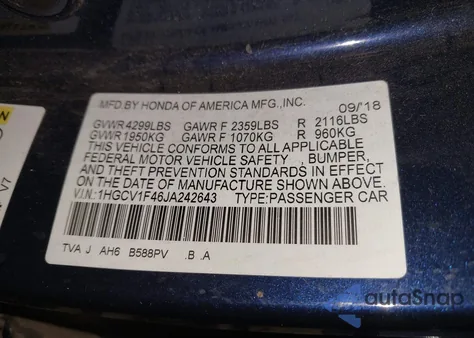 MFD.BY HONDA OF AMERICA MFG.,INC. 09/18
GVWR 4299LBS GAWR F 2359LBS R 2116LBS
GVWR 1950KG GAWR F 1070KG R 960KG
THIS VEHICLE CONFORMS TO ALL APPLICABLE
FEDERAL MOTOR VEHICLE SAFETY , BUMPER,
AND THEFT PREVENTION STANDARDS IN EFFECT
ON THE DATE OF MANUFACTURE SHOWN ABOVE.
V.I.N.: 1HGCV1F46JA242643 TYPE:PASSENGER CAR
TVA J AH6 B588PV .B .A
V7
autoSnap